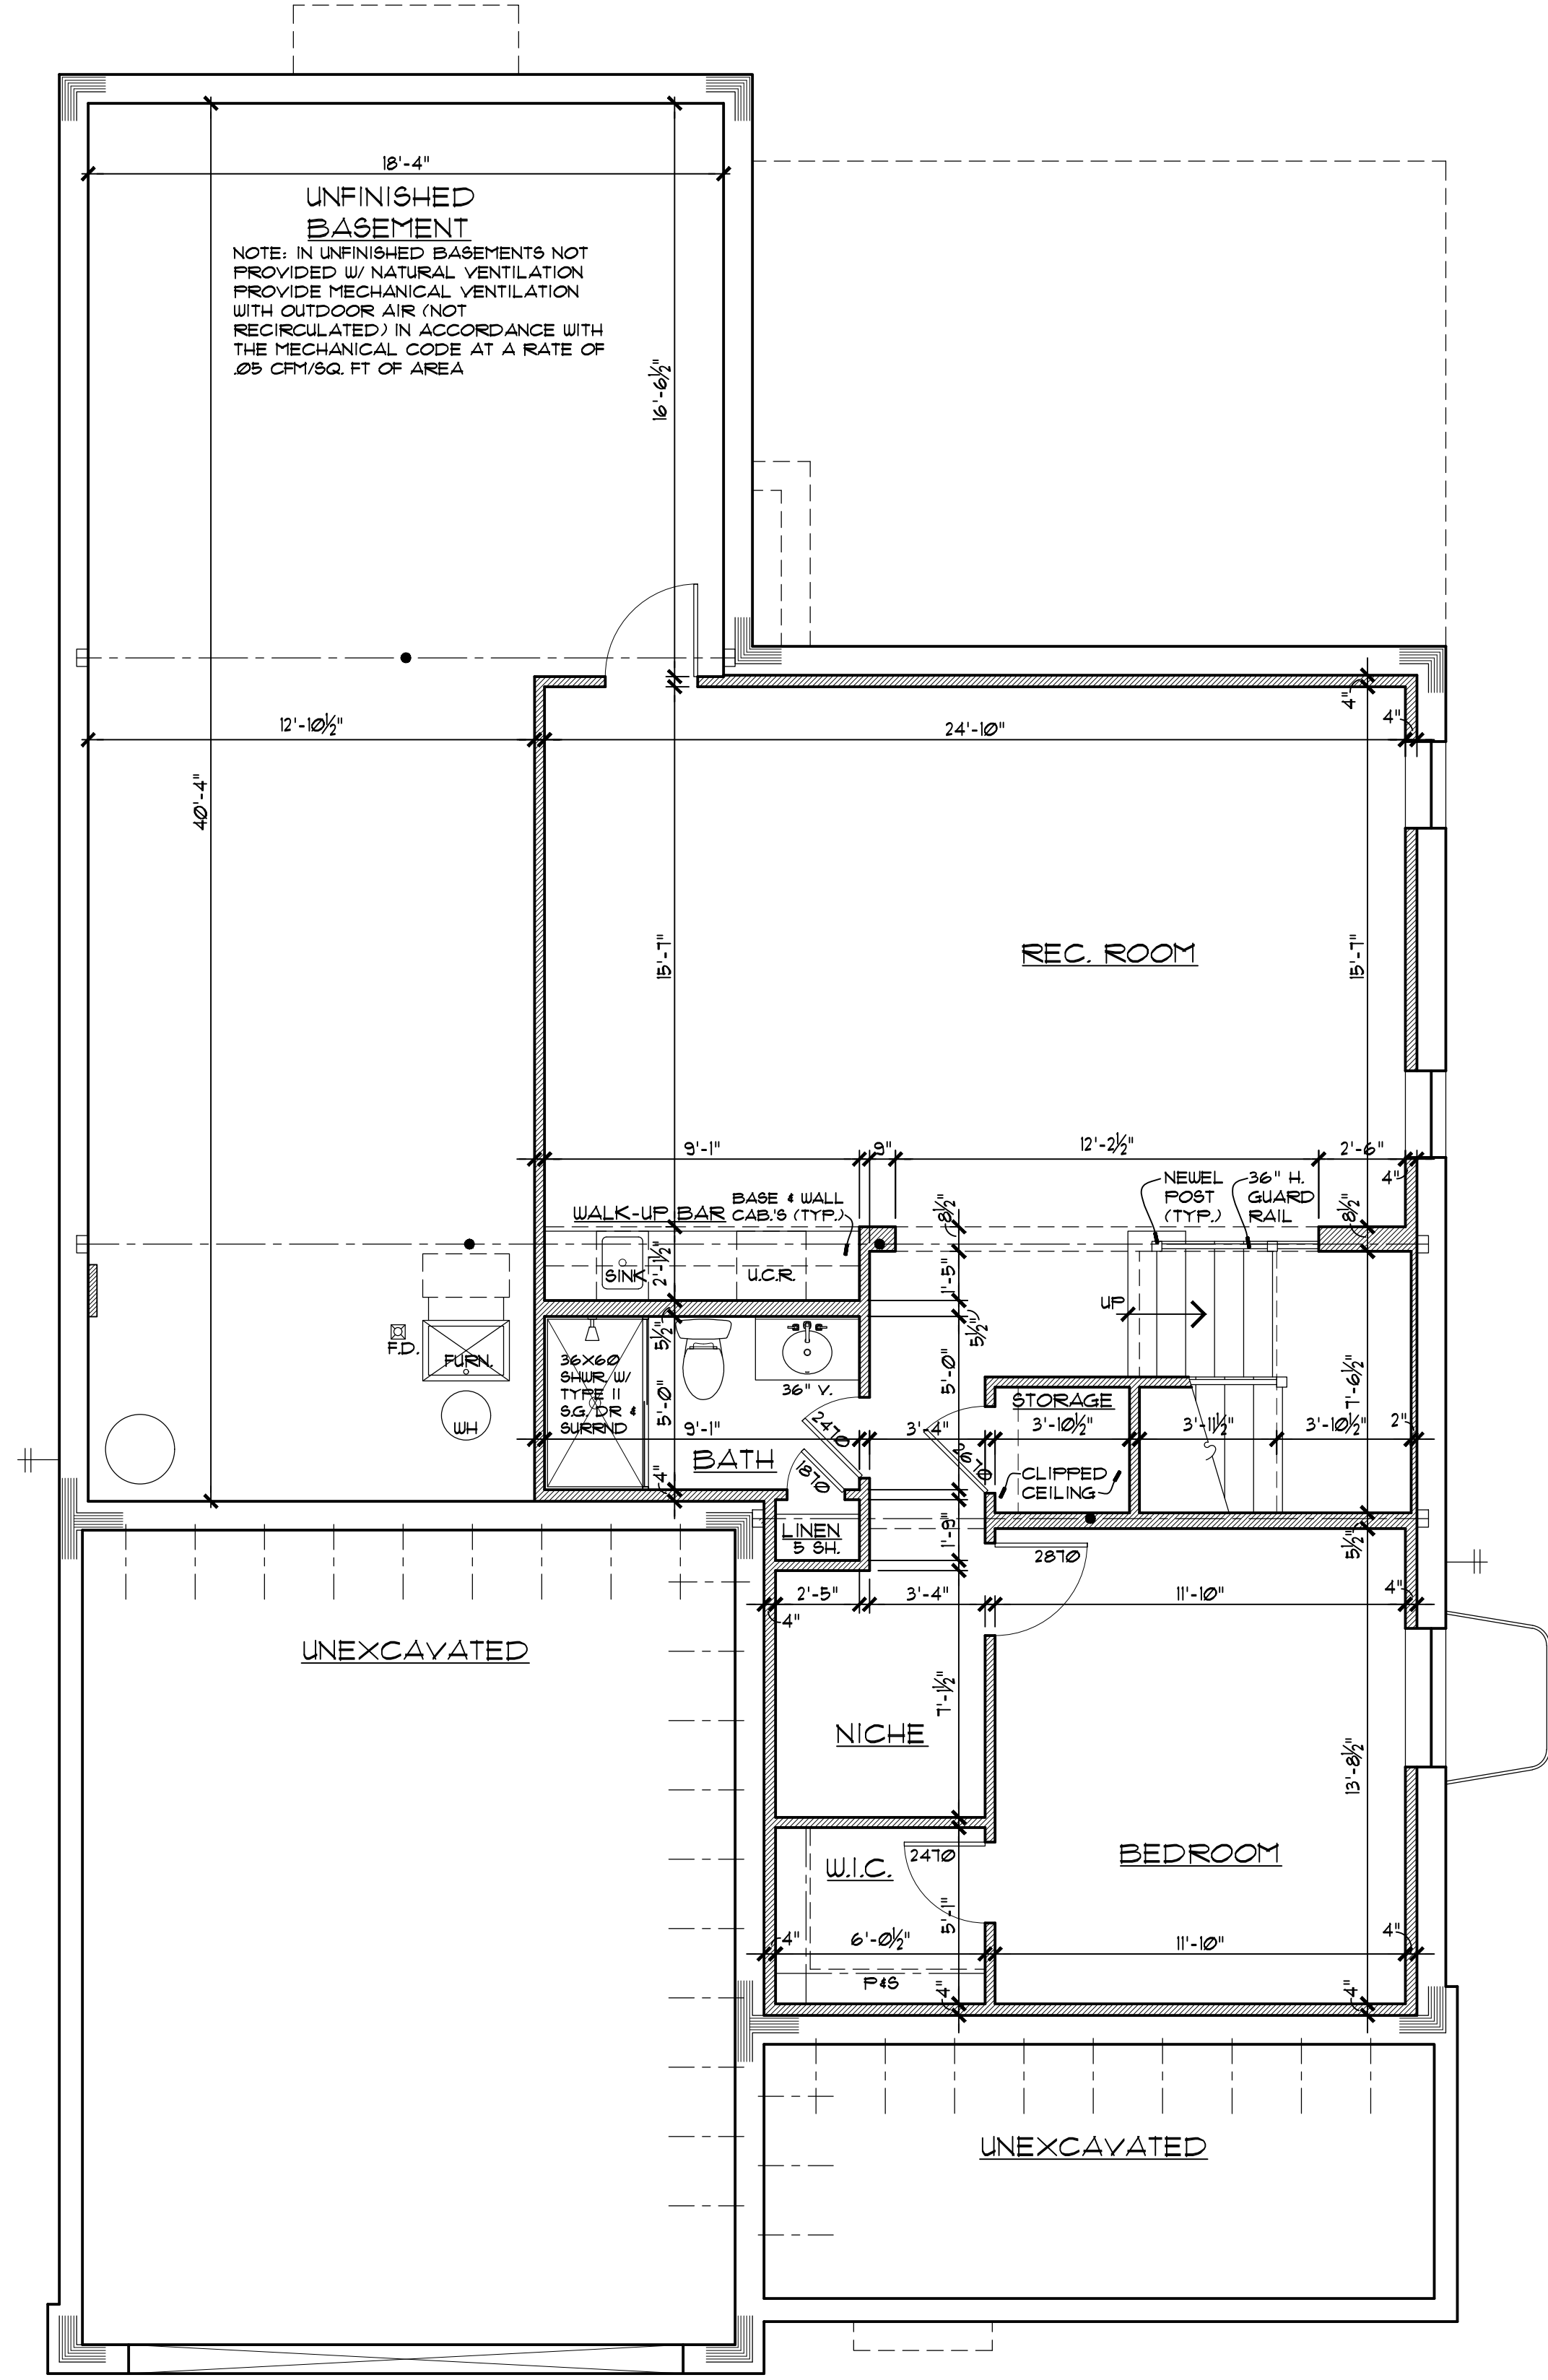 18'-4"
UNFINISHED
BASEMENT
NOTE: IN UNFINISHED BASEMENTS NOT
PROVIDED W/ NATURAL VENTILATION
PROVIDE MECHANICAL VENTILATION
WITH OUTDOOR AIR (NOT
RECIRCULATED) IN ACCORDANCE WITH
THE MECHANICAL CODE AT A RATE OF
.05 CFM/SQ. FT OF AREA
16'-6½"
4"
4"
12'-10½"
24'-10"
40'-4"
REC. ROOM
15'-7"
15'-7"
9'-1"
9"
12'-2½"
2'-6"
4"
NEWEL
POST
(TYP.)
36" H.
GUARD
RAIL
WALK-UP BAR
BASE & WALL
CAB.'S (TYP.)
8½"
8½"
SINK
2'-1½"
U.C.R.
1'-5"
UP
F.D.
FURN.
WH
5½"
5½"
36X60
SHWR W/
TYPE II
S.G. DR &
SURRND
5'-0"
36" V.
5'-0"
7'-6½"
STORAGE
9'-1"
2470
3'-4"
2670
3'-10½"
3'-11½"
3'-10½"
2"
BATH
1870
CLIPPED
CEILING
4"
LINEN
5 SH.
1'-9"
2870
5½"
2'-5"
3'-4"
11'-10"
4"
4"
UNEXCAVATED
7'-1½"
NICHE
13'-8½"
BEDROOM
W.I.C.
2470
5'-1"
4"
6'-0½"
11'-10"
4"
P&S
4"
4"
UNEXCAVATED